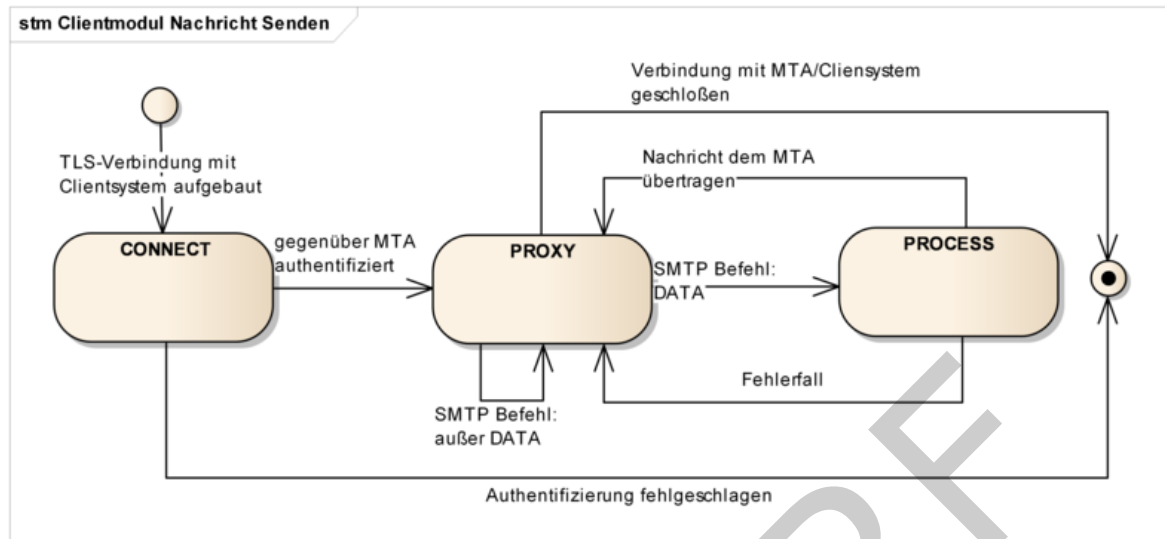 stm Clientmodul Nachricht Senden
Verbindung mit MTA/Cliensystem
geschloßen
TLS-Verbindung mit
Clientsystem aufgebaut
Nachricht dem MTA
übertragen
CONNECT
gegenüber MTA
authentifiziert
PROXY
SMTP Befehl:
DATA
PROCESS
Fehlerfall
SMTP Befehl:
außer DATA
Authentifizierung fehlgeschlagen